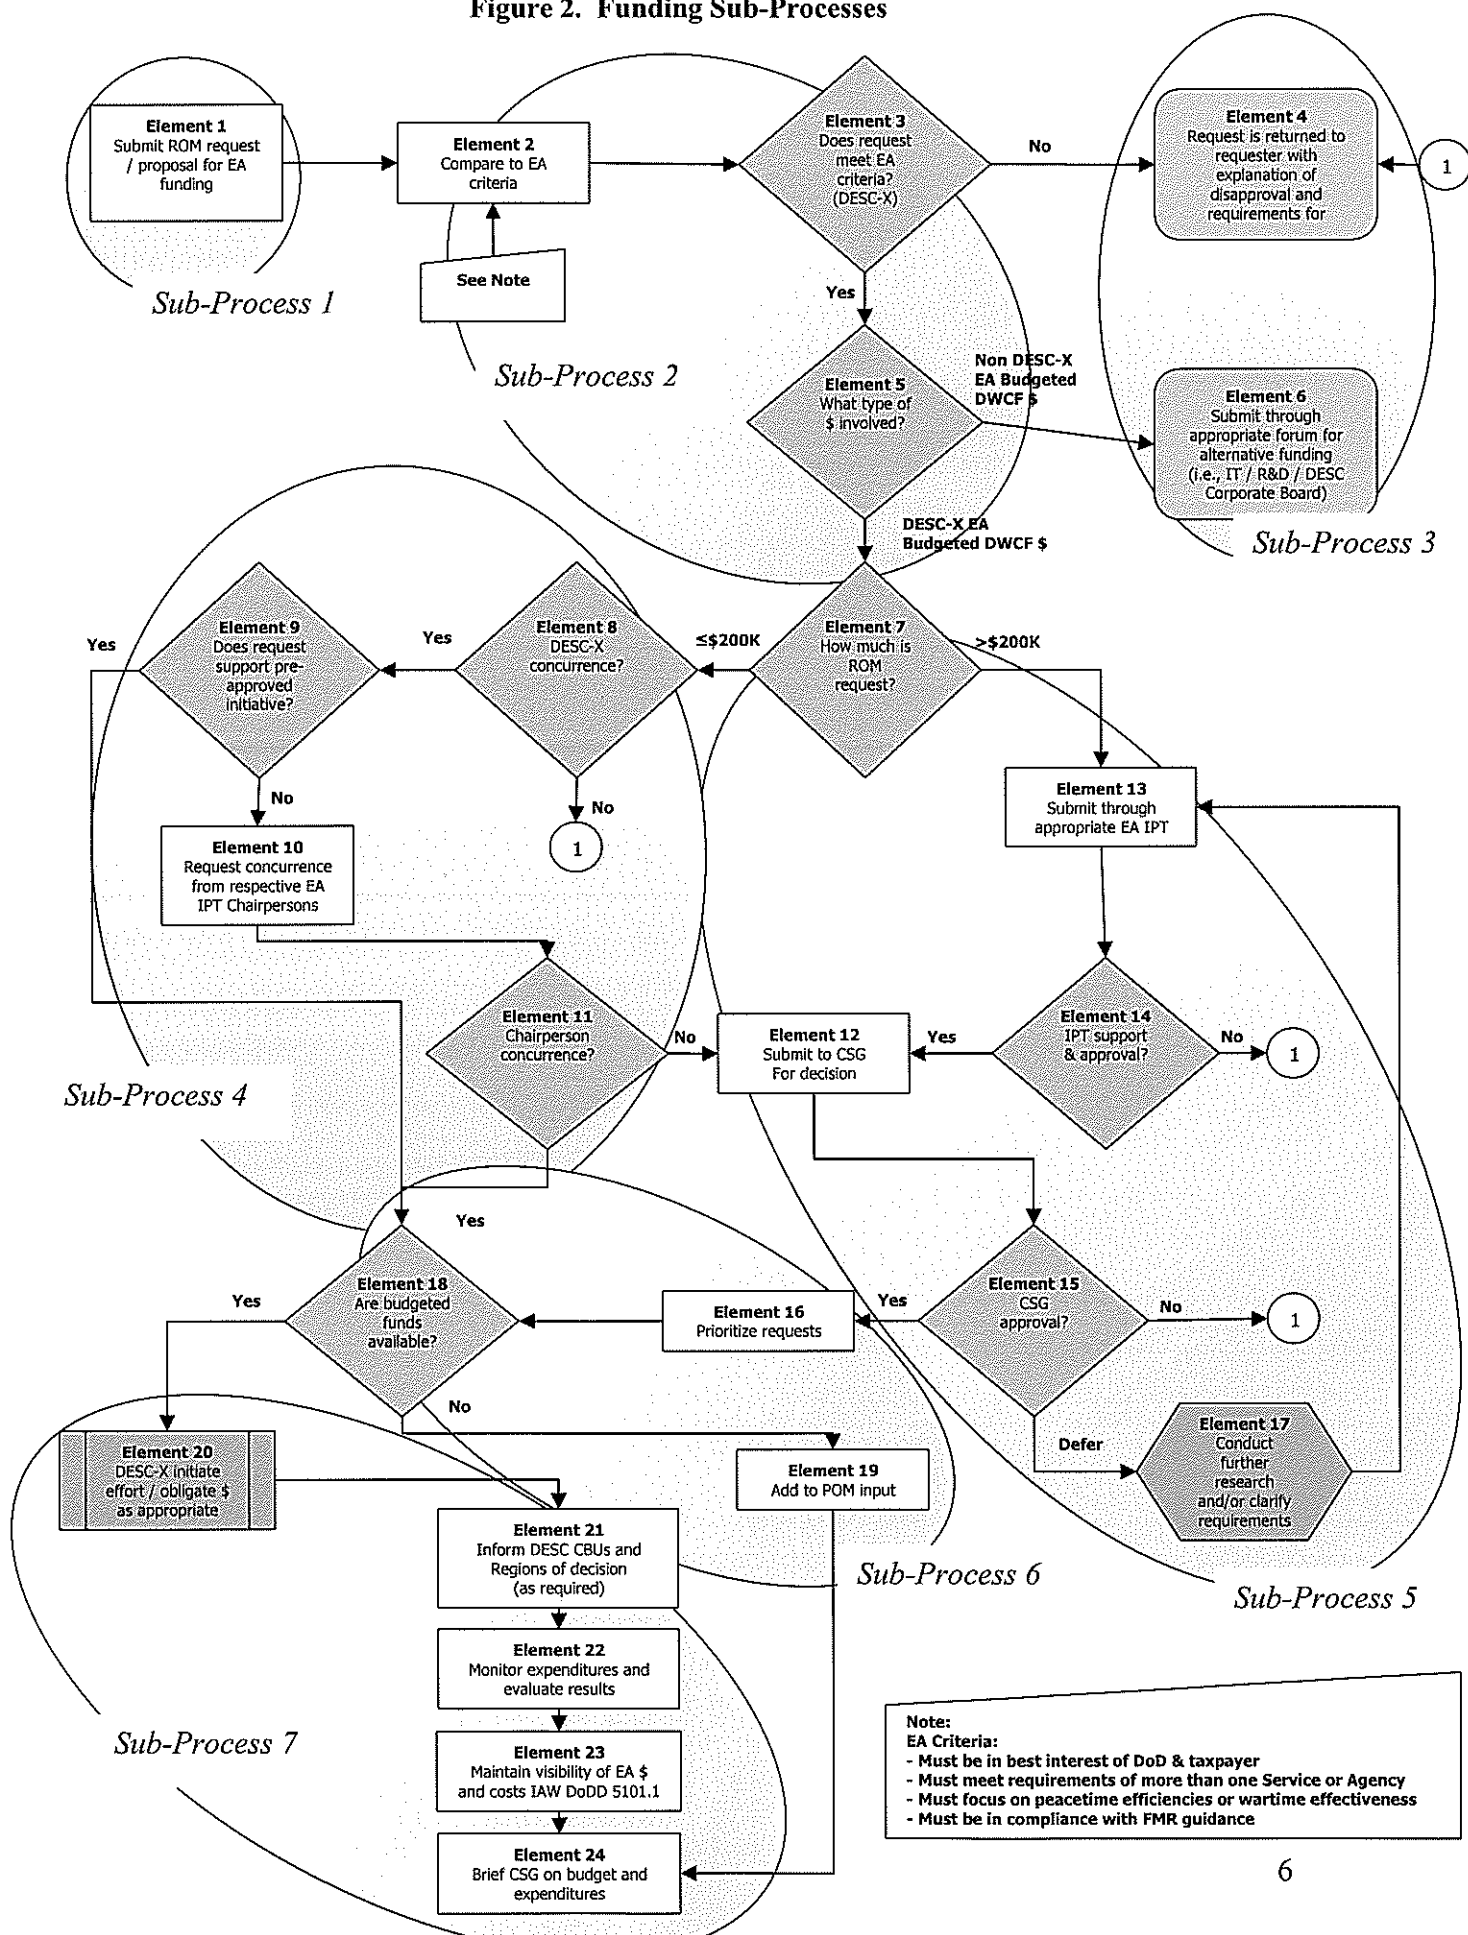 Figure 2. Funding Sub-Processes
Element 1
Submit ROM request
/ proposal for EA
funding
Sub-Process 1
Element 2
Compare to EA
criteria
See Note
Sub-Process 2
Element 3
Does request
meet EA
criteria?
(DESC-X)
No
Yes
Element 4
Request is returned to
requester with
explanation of
disapproval and
requirements for
1
Element 5
What type of
$ involved?
Non DESC-X
EA Budgeted
DWCF $
DESC-X EA
Budgeted DWCF $
Element 6
Submit through
appropriate forum for
alternative funding
(i.e., IT / R&D / DESC
Corporate Board)
Sub-Process 3
Element 7
How much is
ROM
request?
≤$200K
>$200K
Element 8
DESC-X
concurrence?
Yes
No
1
Element 9
Does request
support pre-
approved
initiative?
Yes
No
Element 10
Request concurrence
from respective EA
IPT Chairpersons
Element 11
Chairperson
concurrence?
No
Yes
Sub-Process 4
Element 12
Submit to CSG
For decision
Element 13
Submit through
appropriate EA IPT
Element 14
IPT support
& approval?
Yes
No
1
Element 15
CSG
approval?
Yes
No
1
Defer
Element 16
Prioritize requests
Element 17
Conduct
further
research
and/or clarify
requirements
Sub-Process 5
Element 18
Are budgeted
funds
available?
Yes
No
Element 19
Add to POM input
Sub-Process 6
Element 20
DESC-X initiate
effort / obligate $
as appropriate
Element 21
Inform DESC CBUs and
Regions of decision
(as required)
Element 22
Monitor expenditures and
evaluate results
Element 23
Maintain visibility of EA $
and costs IAW DoDD 5101.1
Element 24
Brief CSG on budget and
expenditures
Sub-Process 7
Note:
EA Criteria:
- Must be in best interest of DoD & taxpayer
- Must meet requirements of more than one Service or Agency
- Must focus on peacetime efficiencies or wartime effectiveness
- Must be in compliance with FMR guidance
6